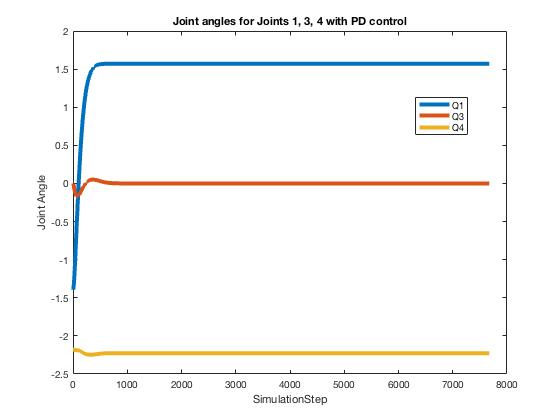 Joint angles for Joints 1, 3, 4 with PD control
2
1.5
1
0.5
0
-0.5
-1
-1.5
-2
-2.5
Joint Angle
Q1
Q3
Q4
0 1000 2000 3000 4000 5000 6000 7000 8000
SimulationStep